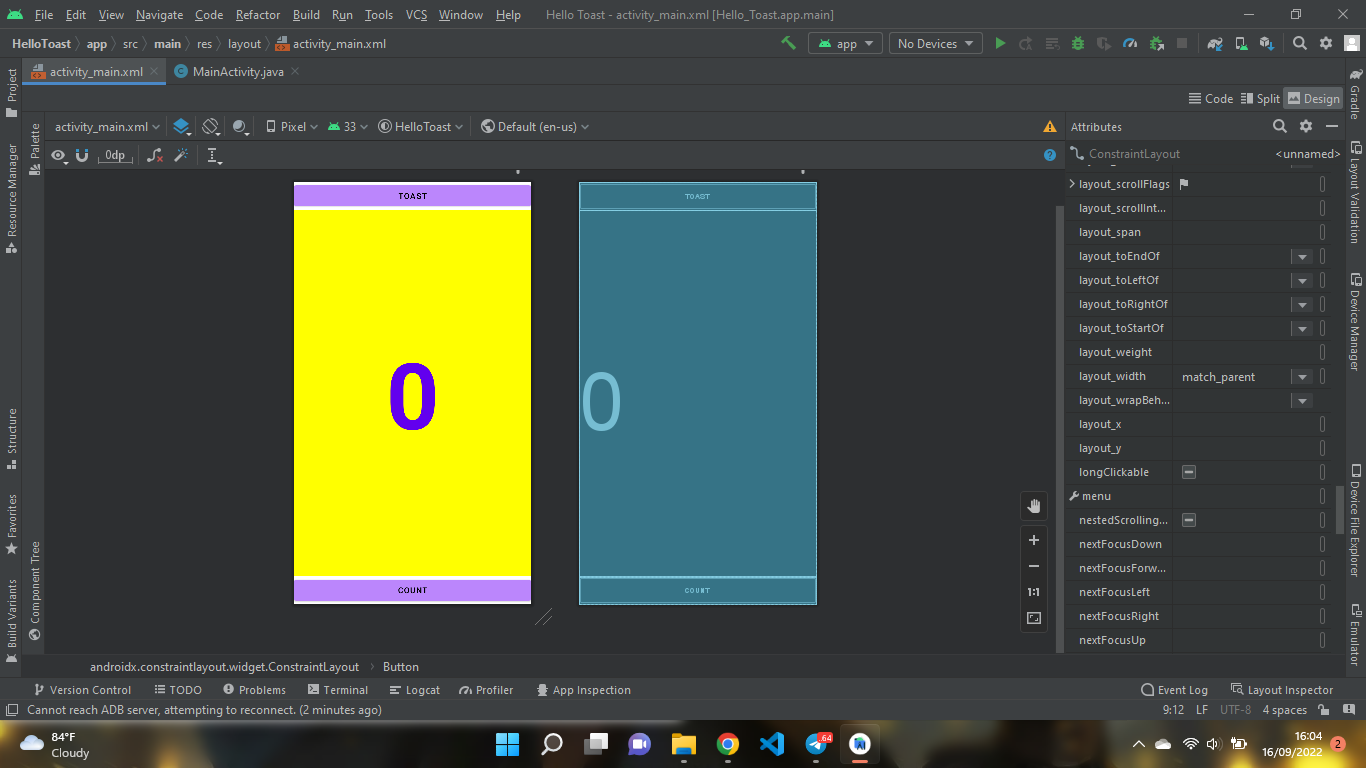 File Edit View Navigate Code Refactor Build Run Tools VCS Window Help Hello Toast - activity_main.xml [Hello_Toast.app.main]
HelloToast app src main res layout activity_main.xml app No Devices
activity_main.xml MainActivity.java
Code Split Design
activity_main.xml Pixel 33 HelloToast Default (en-us) Attributes
0dp ConstraintLayout <unnamed>
TOAST
TOAST
0
0
COUNT
COUNT
1:1
layout_scrollFlags
layout_scrollInt...
layout_span
layout_toEndOf
layout_toLeftOf
layout_toRightOf
layout_toStartOf
layout_weight
layout_width match_parent
layout_wrapBeh...
layout_x
layout_y
longClickable
menu
nestedScrolling...
nextFocusDown
nextFocusForw...
nextFocusLeft
nextFocusRight
nextFocusUp
Project
Resource Manager
Structure
Favorites
Build Variants
Palette
Component Tree
Gradle
Layout Validation
Device Manager
Device File Explorer
Emulator
androidx.constraintlayout.widget.ConstraintLayout Button
Version Control TODO Problems Terminal Logcat Profiler App Inspection Event Log Layout Inspector
Cannot reach ADB server, attempting to reconnect. (2 minutes ago) 9:12 LF UTF-8 4 spaces
84°F
Cloudy
64
16:04
16/09/2022
2